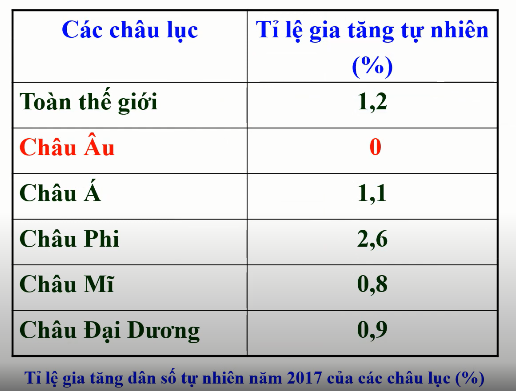 Các châu lục
Tỉ lệ gia tăng tự nhiên
(%)
Toàn thế giới
1,2
Châu Âu
0
Châu Á
1,1
Châu Phi
2,6
Châu Mĩ
0,8
Châu Đại Dương
0,9
Tỉ lệ gia tăng dân số tự nhiên năm 2017 của các châu lục (%)